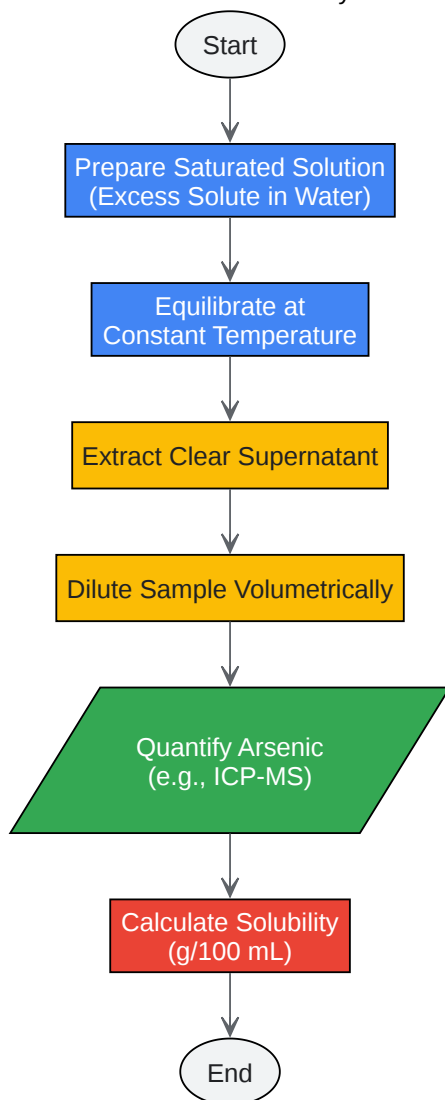 Start
Prepare Saturated Solution
(Excess Solute in Water)
Equilibrate at
Constant Temperature
Extract Clear Supernatant
Dilute Sample Volumetrically
Quantify Arsenic
(e.g., ICP-MS)
Calculate Solubility
(g/100 mL)
End